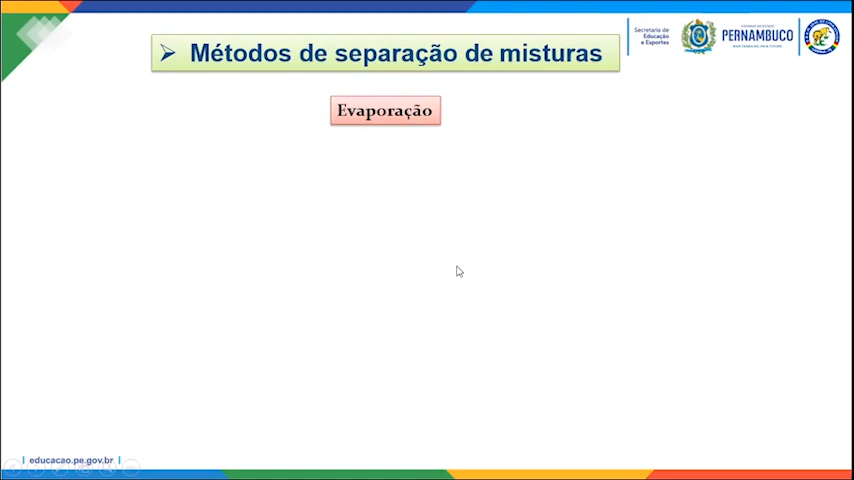 Métodos de separação de misturas
Secretaria de
Educação
e Esportes
PERNAMBUCO
Evaporação
educacao.pe.gov.br